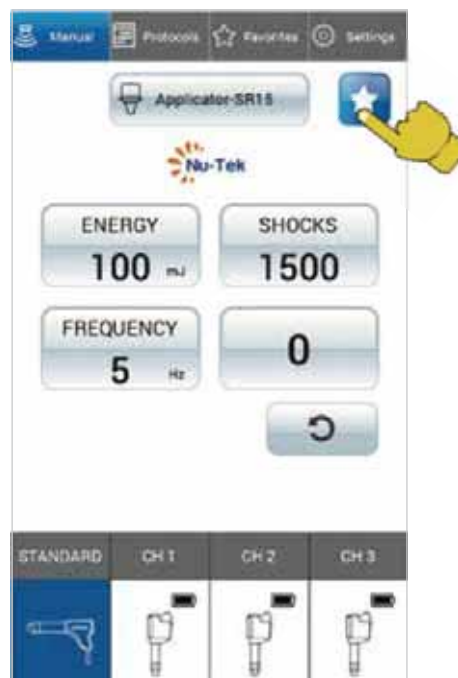 Manual Protocols Favorites Settings
Applicator-SR15
Nu-Tek
ENERGY SHOCKS
100 mJ 1500
FREQUENCY
5 Hz 0
STANDARD CH 1 CH 2 CH 3